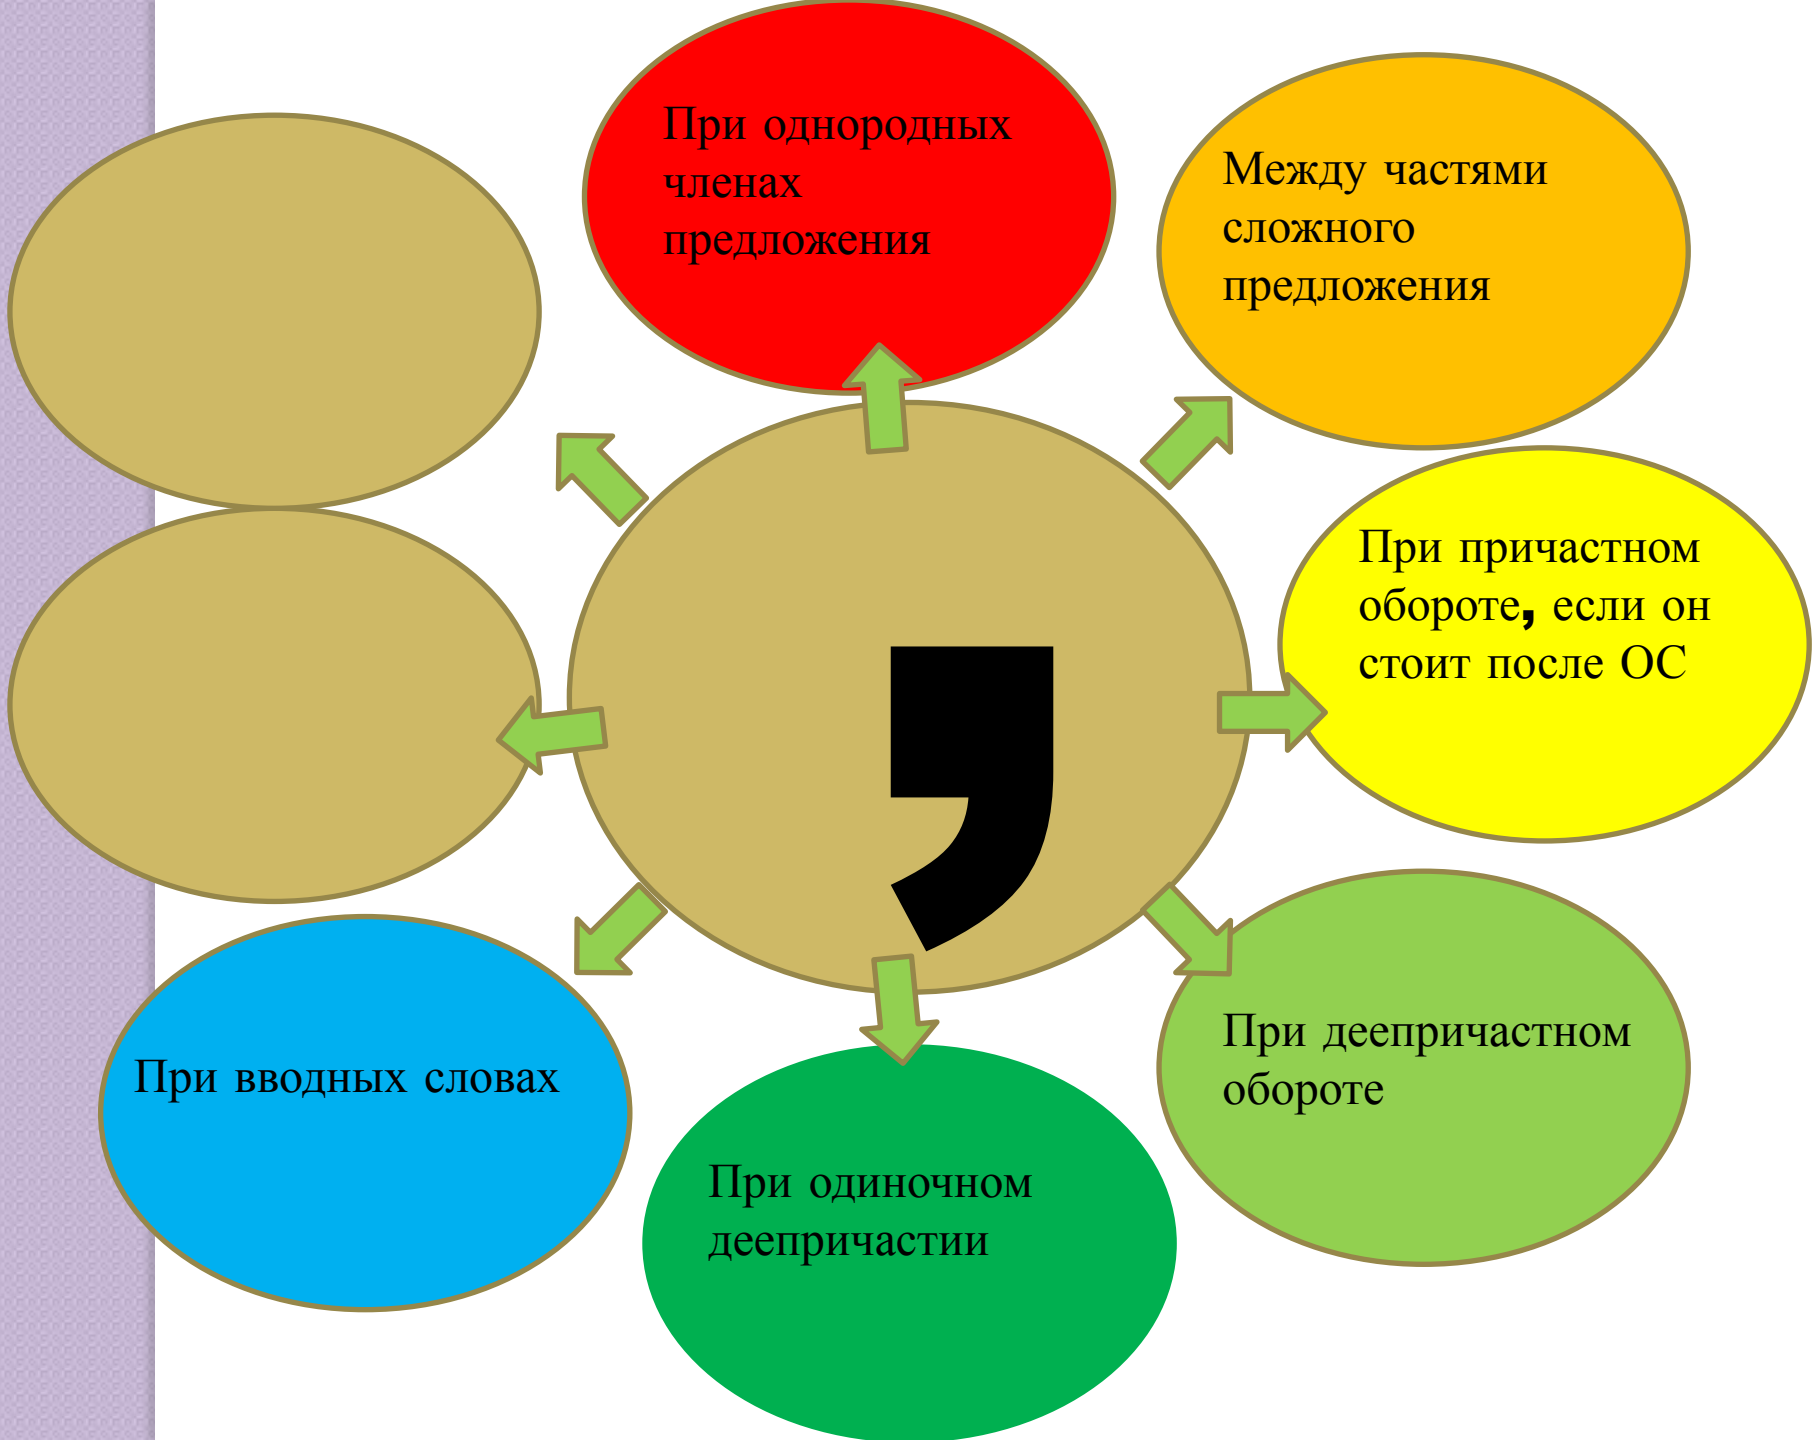 При однородных
членах
предложения
Между частями
сложного
предложения
При причастном
обороте, если он
стоит после ОС
,
При деепричастном
обороте
При вводных словах
При одиночном
деепричастии